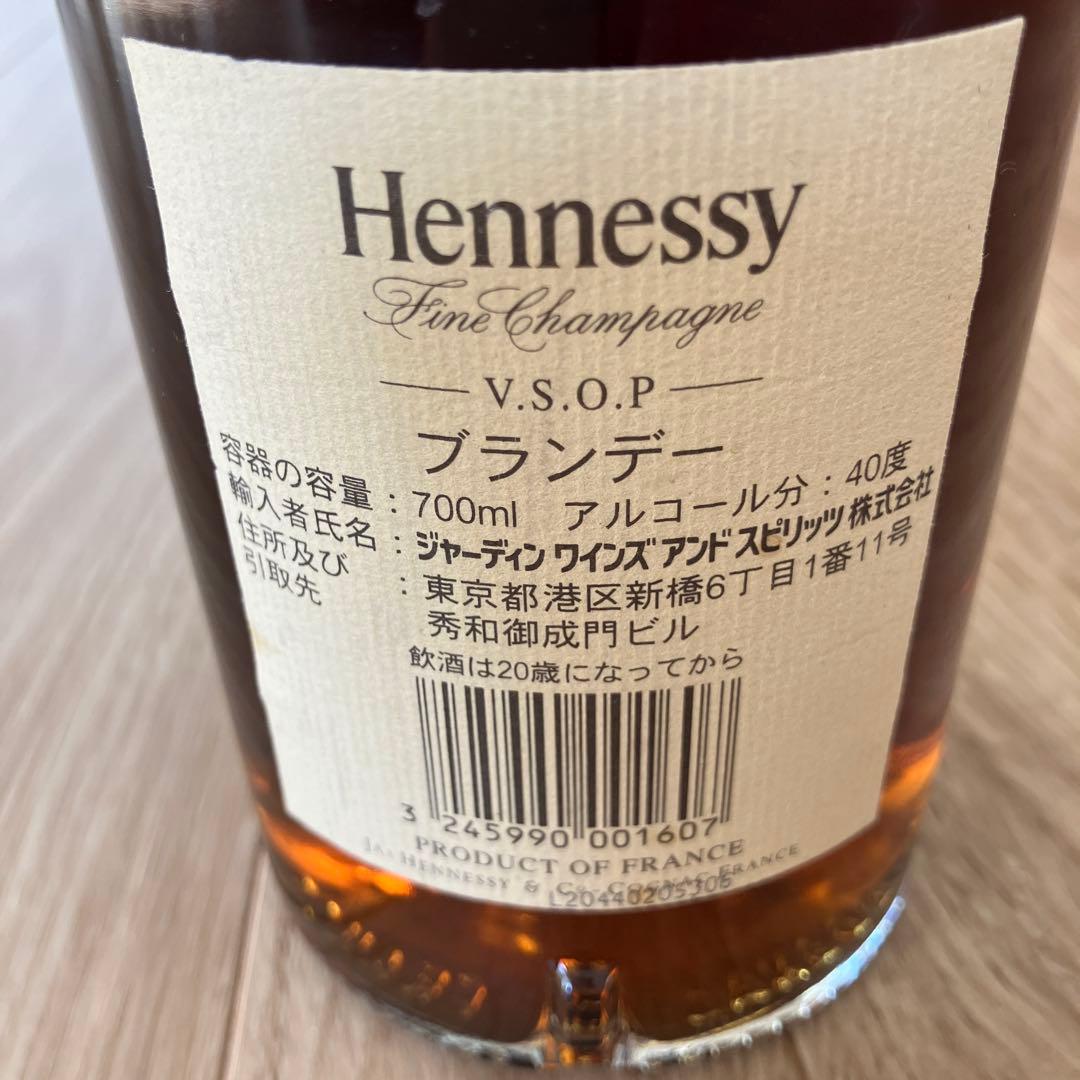 Hennessy
Fine Champagne
V.S.O.P
ブランデー
容器の容量:700ml アルコール分:40度
輸入者氏名:ジャーディン ワインズ アンド スピリッツ 株式会社
住所及び
引取先 :東京都港区新橋6丁目1番11号
秀和御成門ビル
飲酒は20歳になってから
3 245990 001607
PRODUCT OF FRANCE
JAs HENNESSY & Co - COGNAC - FRANCE
L20440205306